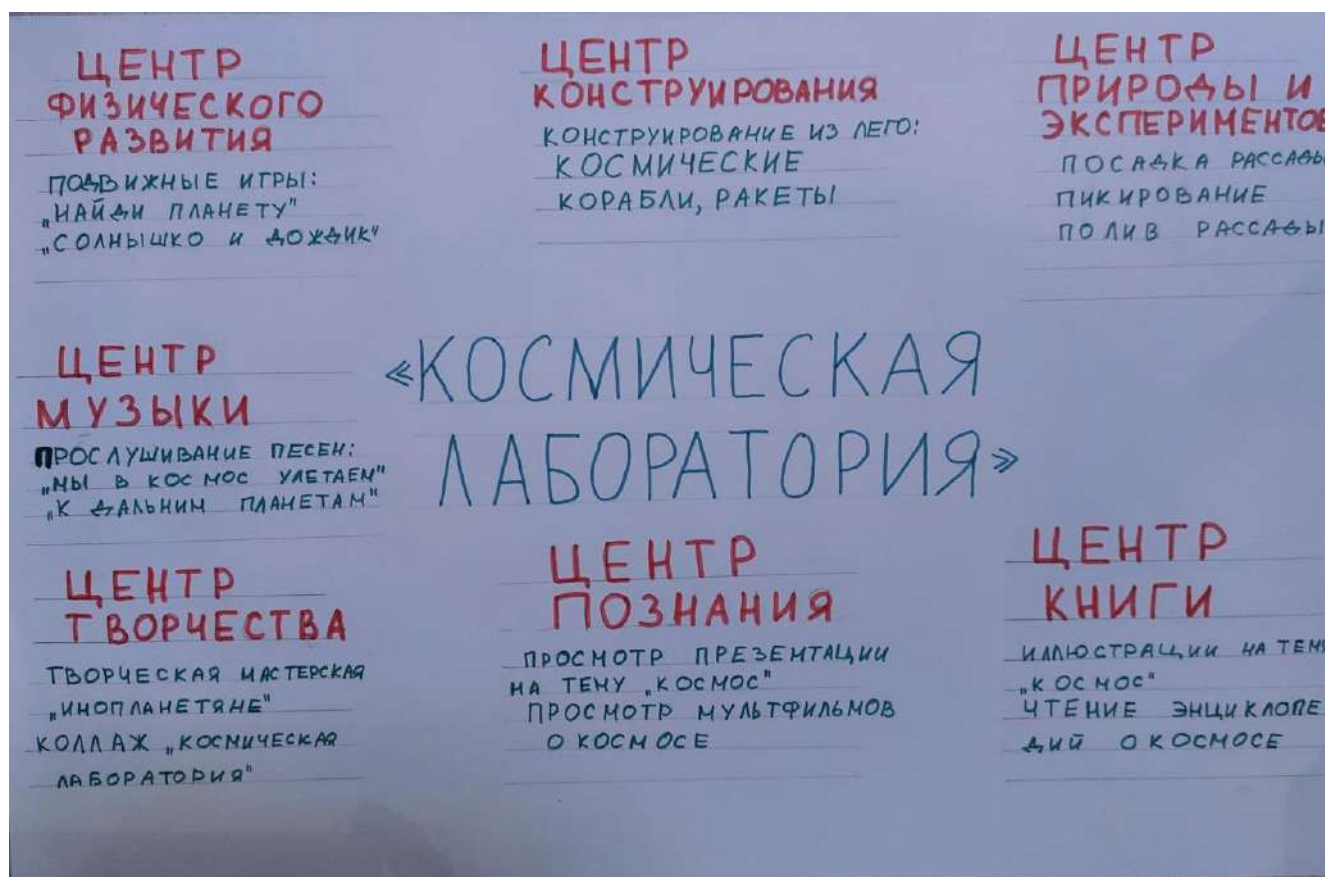 ЦЕНТР
ФИЗИЧЕСКОГО
РАЗВИТИЯ
ПОДВИЖНЫЕ ИГРЫ:
„НАЙДИ ПЛАНЕТУ"
„СОЛНЫШКО И ДОЖДИК"
ЦЕНТР
КОНСТРУИРОВАНИЯ
КОНСТРУИРОВАНИЕ ИЗ ЛЕГО:
КОСМИЧЕСКИЕ
КОРАБЛИ, РАКЕТЫ
ЦЕНТР
ПРИРОДЫ И
ЭКСПЕРИМЕНТОВ
ПОСАДКА РАССАДЫ
ПИКИРОВАНИЕ
ПОЛИВ РАССАДЫ
«КОСМИЧЕСКАЯ
ЛАБОРАТОРИЯ»
ЦЕНТР
МУЗЫКИ
ПРОСЛУШИВАНИЕ ПЕСЕН:
„МЫ В КОСМОС УЛЕТАЕМ"
„К ДАЛЬНИМ ПЛАНЕТАМ"
ЦЕНТР
ТВОРЧЕСТВА
ТВОРЧЕСКАЯ МАСТЕРСКАЯ
„ИНОПЛАНЕТЯНЕ"
КОЛЛАЖ „КОСМИЧЕСКАЯ
ЛАБОРАТОРИЯ"
ЦЕНТР
ПОЗНАНИЯ
ПРОСМОТР ПРЕЗЕНТАЦИИ
НА ТЕМУ „КОСМОС"
ПРОСМОТР МУЛЬТФИЛЬМОВ
О КОСМОСЕ
ЦЕНТР
КНИГИ
ИЛЛЮСТРАЦИИ НА ТЕМУ
„КОСМОС"
ЧТЕНИЕ ЭНЦИКЛОПЕ
ДИЙ О КОСМОСЕ